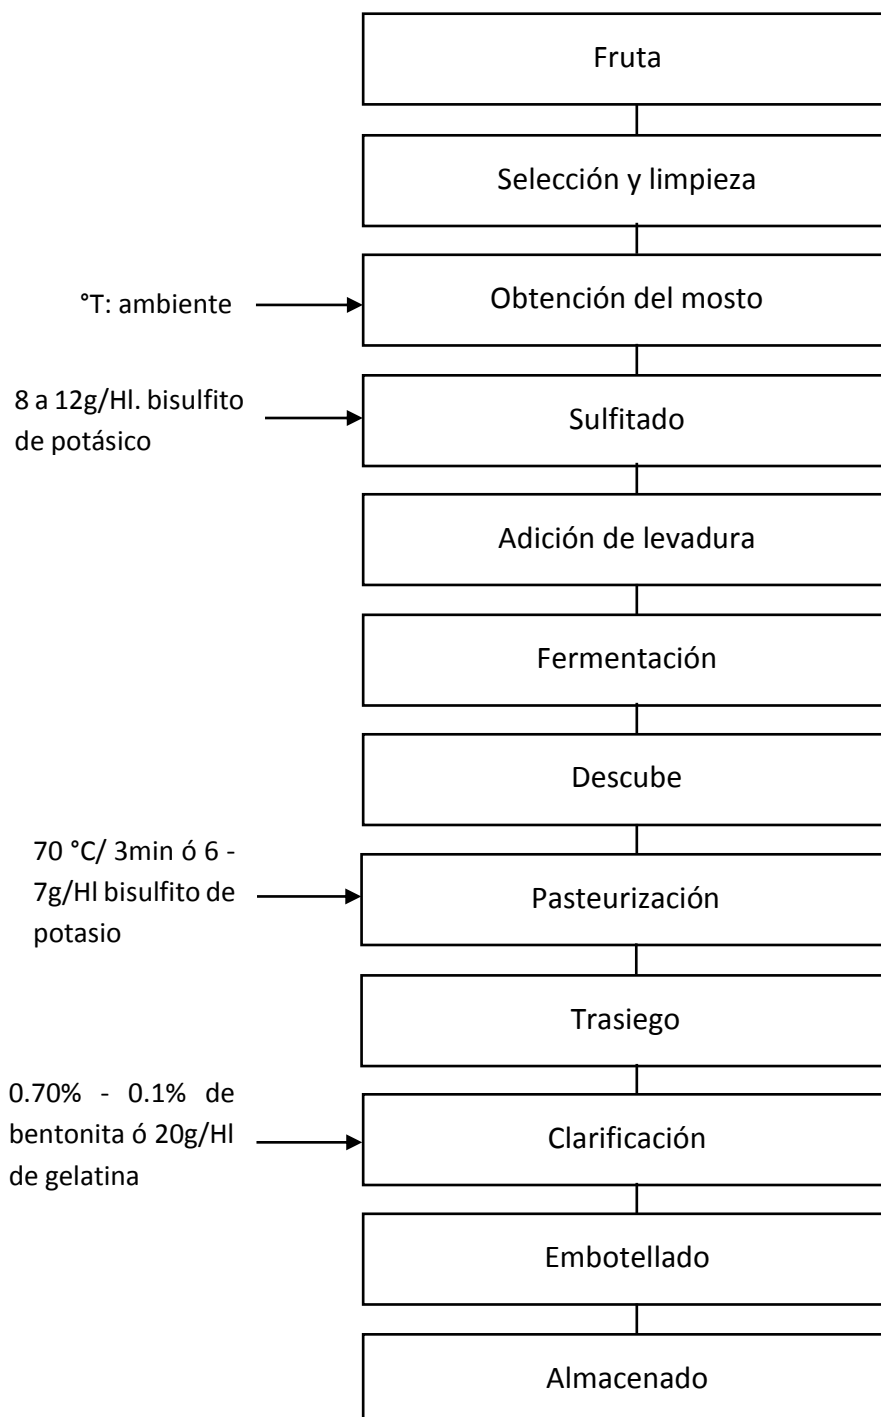 Fruta
Selección y limpieza
°T: ambiente
Obtención del mosto
8 a 12g/Hl. bisulfito
de potásico
Sulfitado
Adición de levadura
Fermentación
Descube
70 °C/ 3min ó 6 -
7g/Hl bisulfito de
potasio
Pasteurización
Trasiego
0.70% - 0.1% de
bentonita ó 20g/Hl
de gelatina
Clarificación
Embotellado
Almacenado